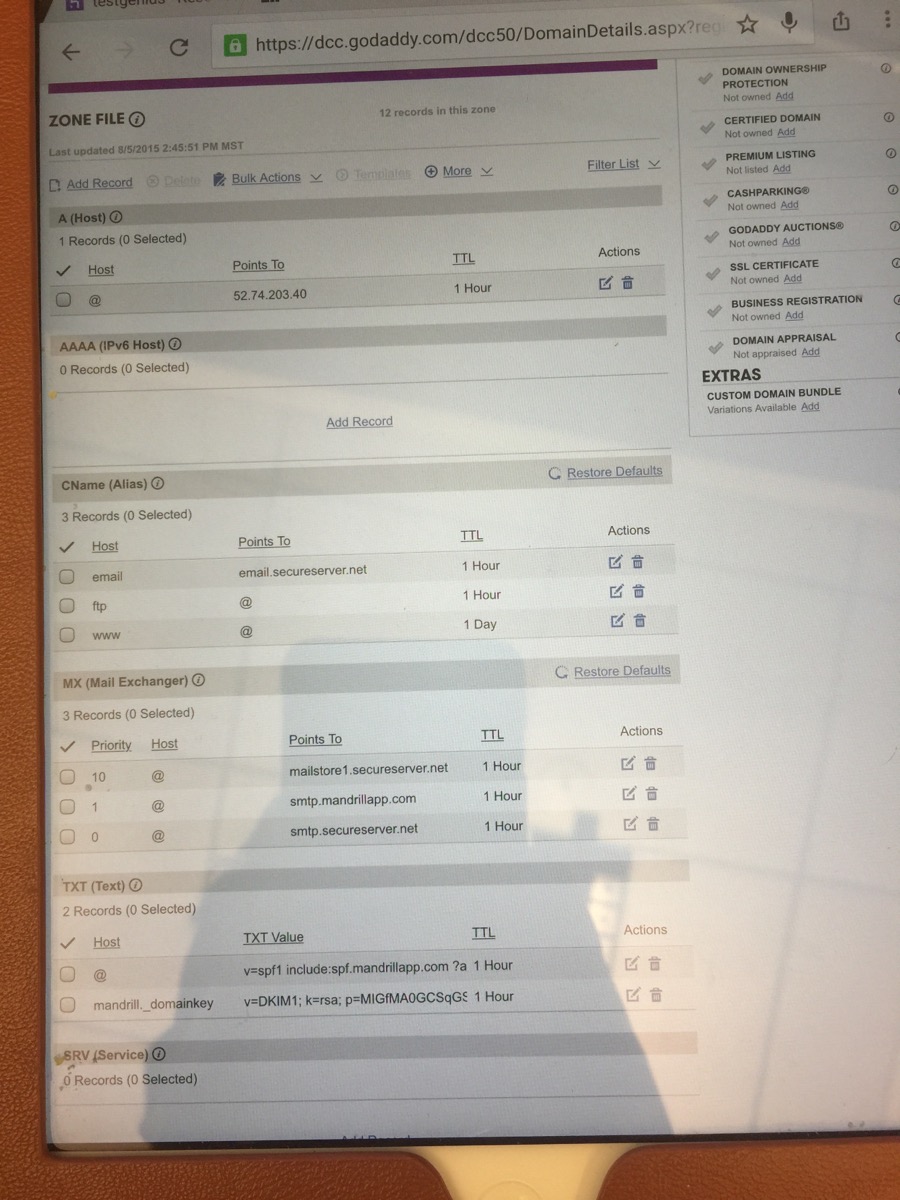 https://dcc.godaddy.com/dcc50/DomainDetails.aspx?reg
ZONE FILE
12 records in this zone
Last updated 8/5/2015 2:45:51 PM MST
Add Record Delete Bulk Actions Templates More Filter List
A (Host)
1 Records (0 Selected)
Host Points To TTL Actions
@ 52.74.203.40 1 Hour
AAAA (IPv6 Host)
0 Records (0 Selected)
Add Record
CName (Alias) Restore Defaults
3 Records (0 Selected)
Host Points To TTL Actions
email email.secureserver.net 1 Hour
ftp @ 1 Hour
www @ 1 Day
MX (Mail Exchanger) Restore Defaults
3 Records (0 Selected)
Priority Host Points To TTL Actions
10 @ mailstore1.secureserver.net 1 Hour
1 @ smtp.mandrillapp.com 1 Hour
0 @ smtp.secureserver.net 1 Hour
TXT (Text)
2 Records (0 Selected)
Host TXT Value TTL Actions
@ v=spf1 include:spf.mandrillapp.com ?a 1 Hour
mandrill._domainkey v=DKIM1; k=rsa; p=MIGfMA0GCSqGS 1 Hour
SRV (Service)
0 Records (0 Selected)
DOMAIN OWNERSHIP
PROTECTION
Not owned Add
CERTIFIED DOMAIN
Not owned Add
PREMIUM LISTING
Not listed Add
CASHPARKING®
Not owned Add
GODADDY AUCTIONS®
Not owned Add
SSL CERTIFICATE
Not owned Add
BUSINESS REGISTRATION
Not owned Add
DOMAIN APPRAISAL
Not appraised Add
EXTRAS
CUSTOM DOMAIN BUNDLE
Variations Available Add